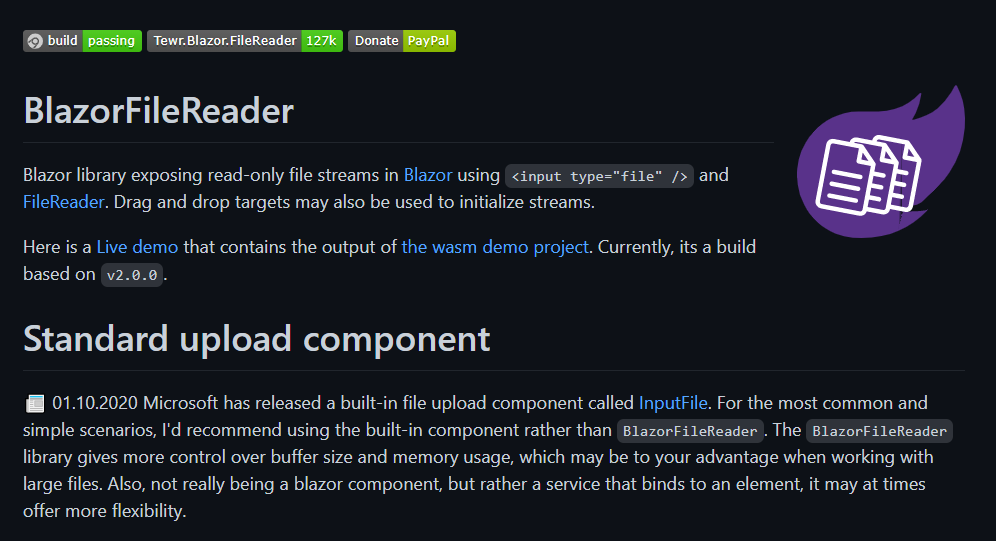 build passing Tewr.Blazor.FileReader 127k Donate PayPal
BlazorFileReader
Blazor library exposing read-only file streams in Blazor using <input type="file" /> and
FileReader. Drag and drop targets may also be used to initialize streams.
Here is a Live demo that contains the output of the wasm demo project. Currently, its a build
based on v2.0.0.
Standard upload component
01.10.2020 Microsoft has released a built-in file upload component called InputFile. For the most common and
simple scenarios, I'd recommend using the built-in component rather than BlazorFileReader. The BlazorFileReader
library gives more control over buffer size and memory usage, which may be to your advantage when working with
large files. Also, not really being a blazor component, but rather a service that binds to an element, it may at times
offer more flexibility.